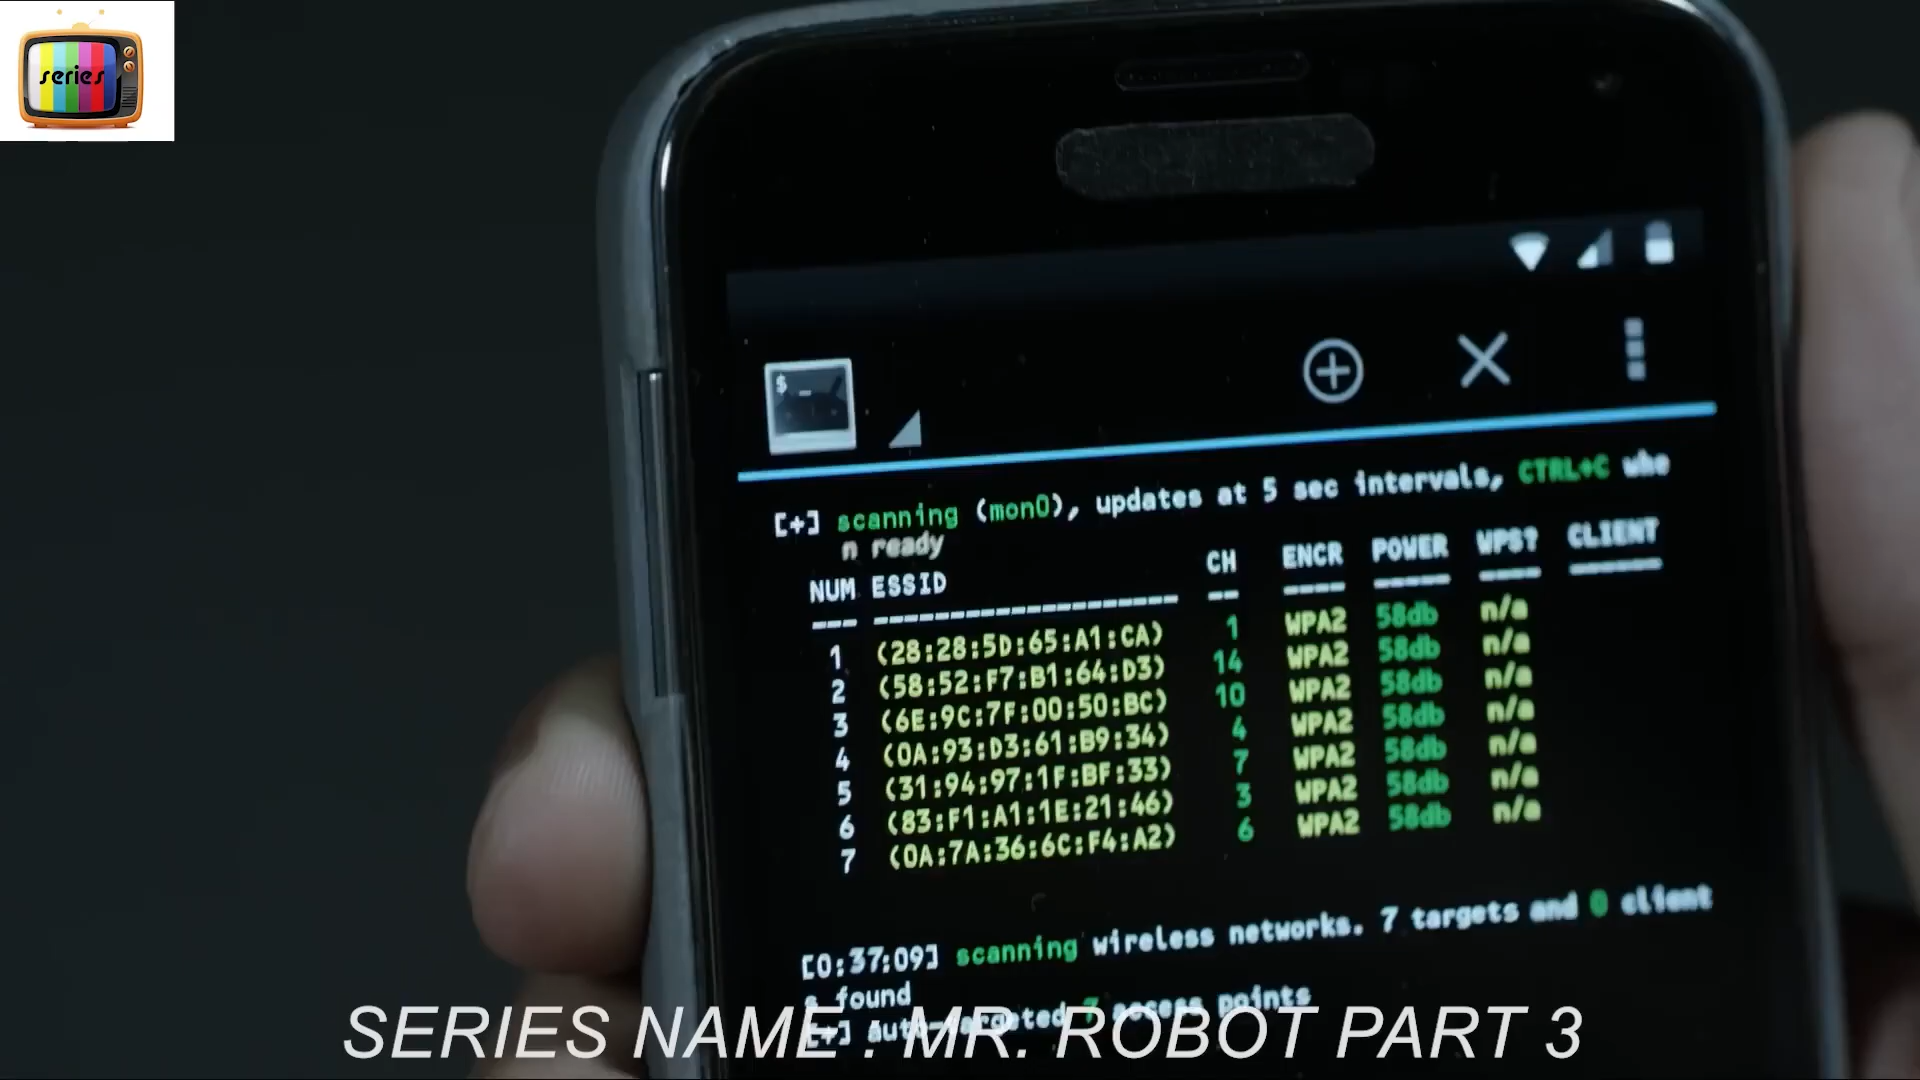 series
$ _
[+] scanning (mon0), updates at 5 sec intervals, CTRL+C whe
n ready
NUM ESSID CH ENCR POWER WPS? CLIENT
--- -------------------- -- ---- ----- ---- ------
1 (28:28:5D:65:A1:CA) 1 WPA2 58db n/a
2 (58:52:F7:B1:64:D3) 14 WPA2 58db n/a
3 (6E:9C:7F:00:50:BC) 10 WPA2 58db n/a
4 (0A:93:D3:61:B9:34) 4 WPA2 58db n/a
5 (31:94:97:1F:BF:33) 7 WPA2 58db n/a
6 (83:F1:A1:1E:21:46) 3 WPA2 58db n/a
7 (0A:7A:36:6C:F4:A2) 6 WPA2 58db n/a
[0:37:09] scanning wireless networks. 7 targets and 0 client
s found
[+] auto-targeted 7 access points
SERIES NAME : MR. ROBOT PART 3